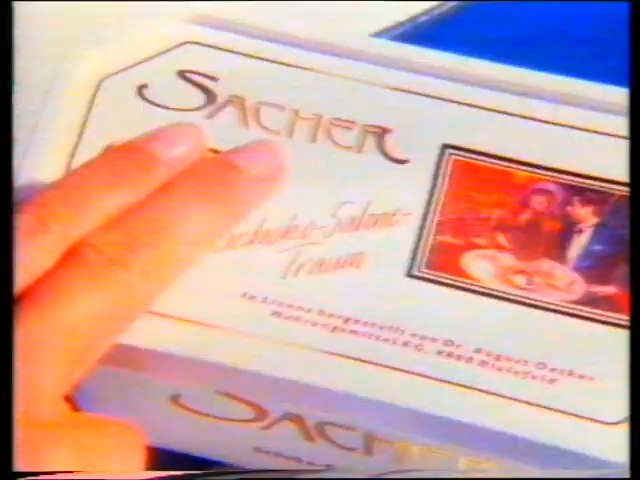 SACHER
Schoko-Sahne-
Traum
In Lizenz hergestellt von Dr. August Oetker
Nahrungsmittel KG, 4800 Bielefeld
SACHER